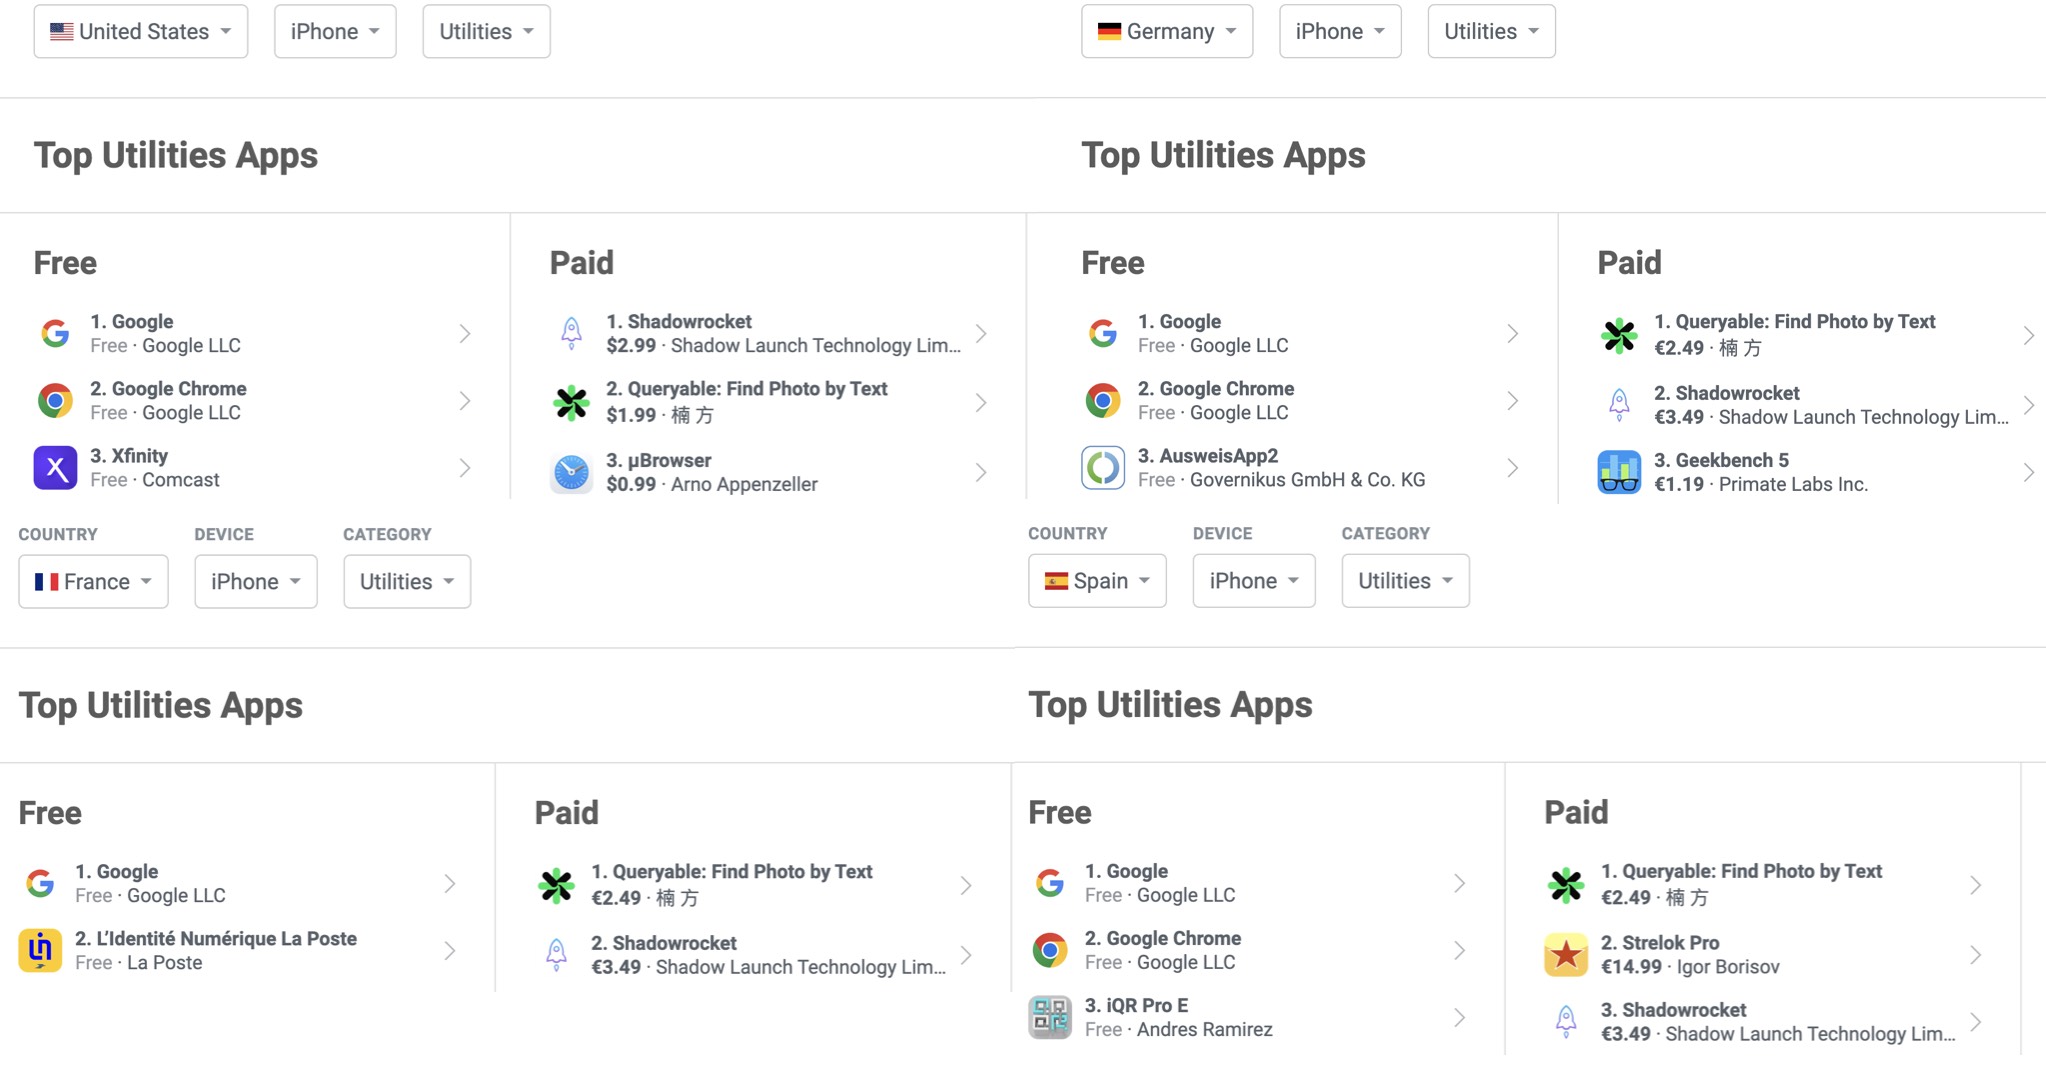 United States
iPhone
Utilities
Top Utilities Apps
Free
1. Google
Free · Google LLC
2. Google Chrome
Free · Google LLC
3. Xfinity
Free · Comcast
Paid
1. Shadowrocket
$2.99 · Shadow Launch Technology Lim...
2. Queryable: Find Photo by Text
$1.99 · 楠 方
3. μBrowser
$0.99 · Arno Appenzeller
Germany
iPhone
Utilities
Top Utilities Apps
Free
1. Google
Free · Google LLC
2. Google Chrome
Free · Google LLC
3. AusweisApp2
Free · Governikus GmbH & Co. KG
Paid
1. Queryable: Find Photo by Text
€2.49 · 楠 方
2. Shadowrocket
€3.49 · Shadow Launch Technology Lim...
3. Geekbench 5
€1.19 · Primate Labs Inc.
COUNTRY
DEVICE
CATEGORY
France
iPhone
Utilities
Top Utilities Apps
Free
1. Google
Free · Google LLC
2. L’Identité Numérique La Poste
Free · La Poste
Paid
1. Queryable: Find Photo by Text
€2.49 · 楠 方
2. Shadowrocket
€3.49 · Shadow Launch Technology Lim...
COUNTRY
DEVICE
CATEGORY
Spain
iPhone
Utilities
Top Utilities Apps
Free
1. Google
Free · Google LLC
2. Google Chrome
Free · Google LLC
3. iQR Pro E
Free · Andres Ramirez
Paid
1. Queryable: Find Photo by Text
€2.49 · 楠 方
2. Strelok Pro
€14.99 · Igor Borisov
3. Shadowrocket
€3.49 · Shadow Launch Technology Lim...